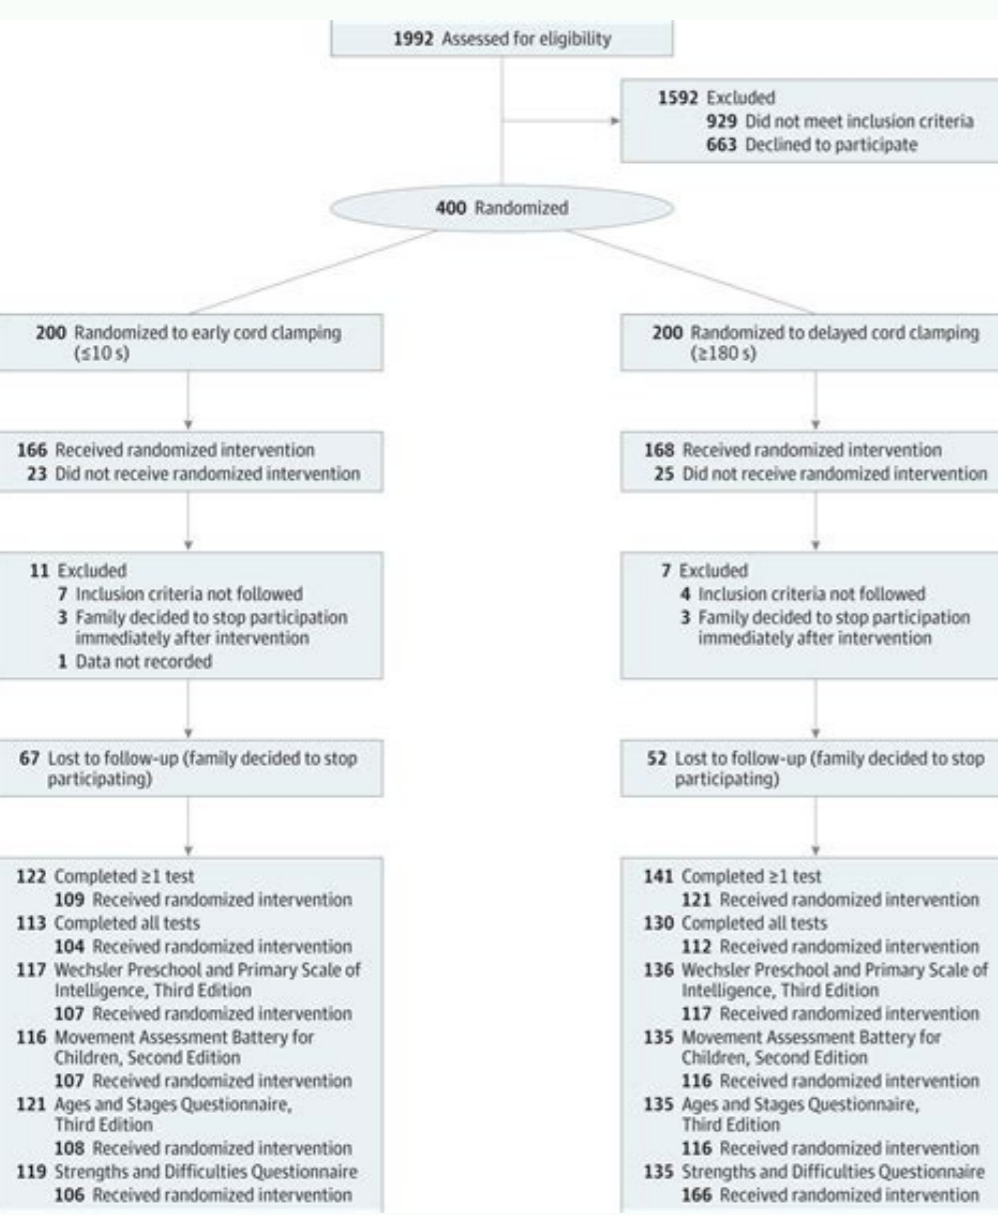 1992 Assessed for eligibility
1592 Excluded
929 Did not meet inclusion criteria
663 Declined to participate
400 Randomized
200 Randomized to early cord clamping
(≤10 s)
200 Randomized to delayed cord clamping
(≥180 s)
166 Received randomized intervention
23 Did not receive randomized intervention
168 Received randomized intervention
25 Did not receive randomized intervention
11 Excluded
7 Inclusion criteria not followed
3 Family decided to stop participation
immediately after intervention
1 Data not recorded
7 Excluded
4 Inclusion criteria not followed
3 Family decided to stop participation
immediately after intervention
67 Lost to follow-up (family decided to stop
participating)
52 Lost to follow-up (family decided to stop
participating)
122 Completed ≥1 test
109 Received randomized intervention
113 Completed all tests
104 Received randomized intervention
117 Wechsler Preschool and Primary Scale of
Intelligence, Third Edition
107 Received randomized intervention
116 Movement Assessment Battery for
Children, Second Edition
107 Received randomized intervention
121 Ages and Stages Questionnaire,
Third Edition
108 Received randomized intervention
119 Strengths and Difficulties Questionnaire
106 Received randomized intervention
141 Completed ≥1 test
121 Received randomized intervention
130 Completed all tests
112 Received randomized intervention
136 Wechsler Preschool and Primary Scale of
Intelligence, Third Edition
117 Received randomized intervention
135 Movement Assessment Battery for
Children, Second Edition
116 Received randomized intervention
135 Ages and Stages Questionnaire,
Third Edition
116 Received randomized intervention
135 Strengths and Difficulties Questionnaire
166 Received randomized intervention